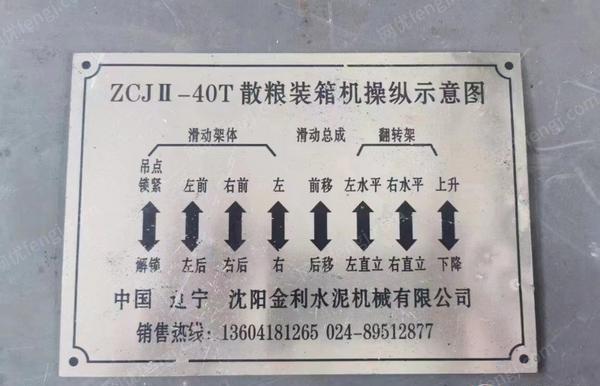 ZCJⅡ-40T散粮装箱机操纵示意图
滑动架体 滑动总成 翻转架
吊点
锁紧 左前 右前 左 前移 左水平 右水平 上升
解锁 左后 右后 右 后移 左直立 右直立 下降
中国 辽宁 沈阳金利水泥机械有限公司
销售热线: 13604181265 024-89512877